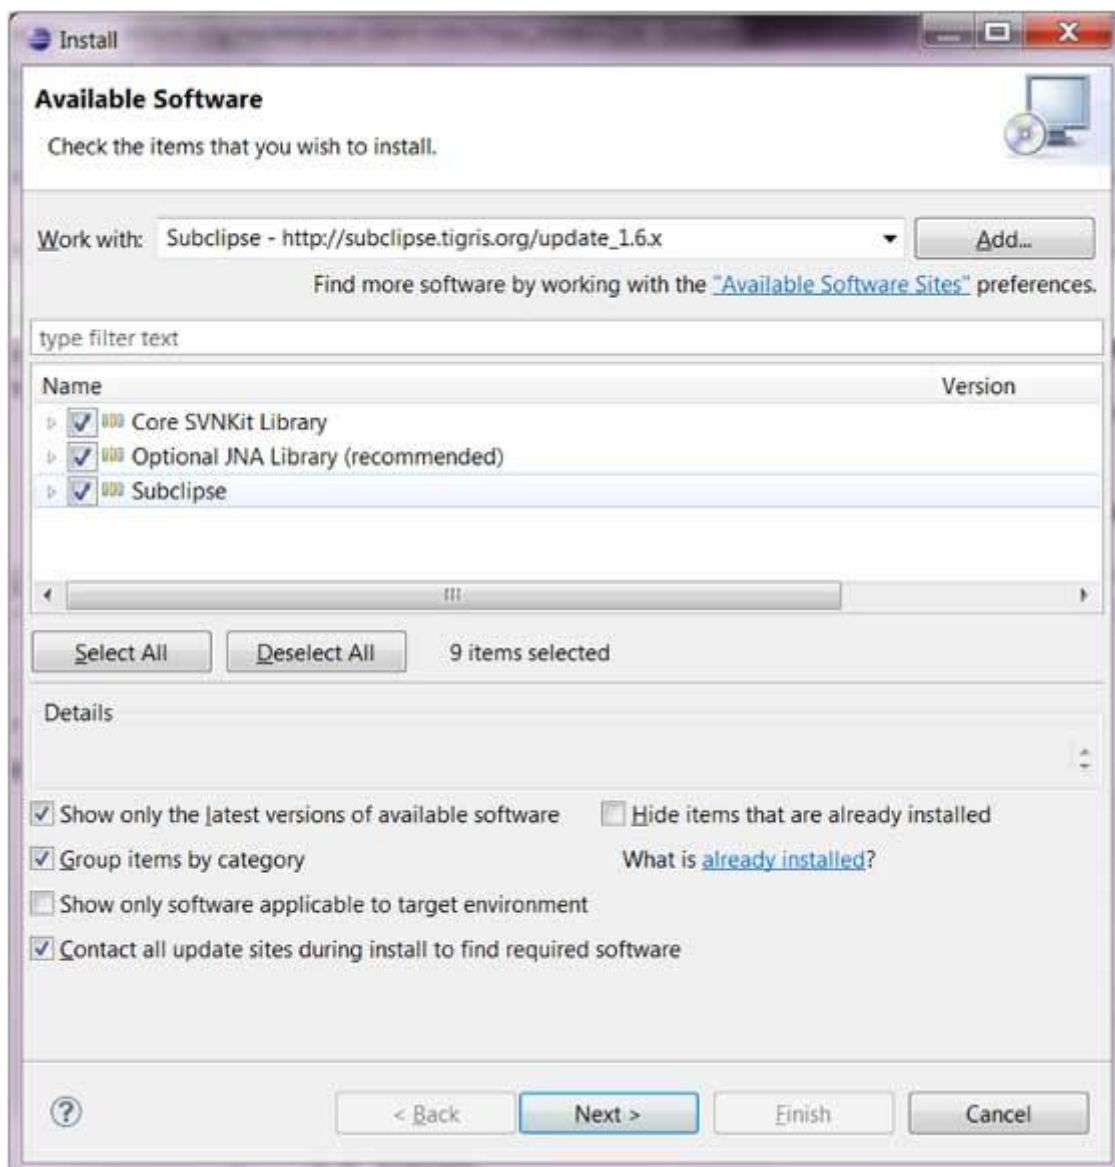 Install
Available Software
Check the items that you wish to install.
Work with: Subclipse - http://subclipse.tigris.org/update_1.6.x Add...
Find more software by working with the "Available Software Sites" preferences.
type filter text
Name Version
Core SVNKit Library
Optional JNA Library (recommended)
Subclipse
Select All Deselect All 9 items selected
Details
Show only the latest versions of available software Hide items that are already installed
Group items by category What is already installed?
Show only software applicable to target environment
Contact all update sites during install to find required software
< Back Next > Finish Cancel